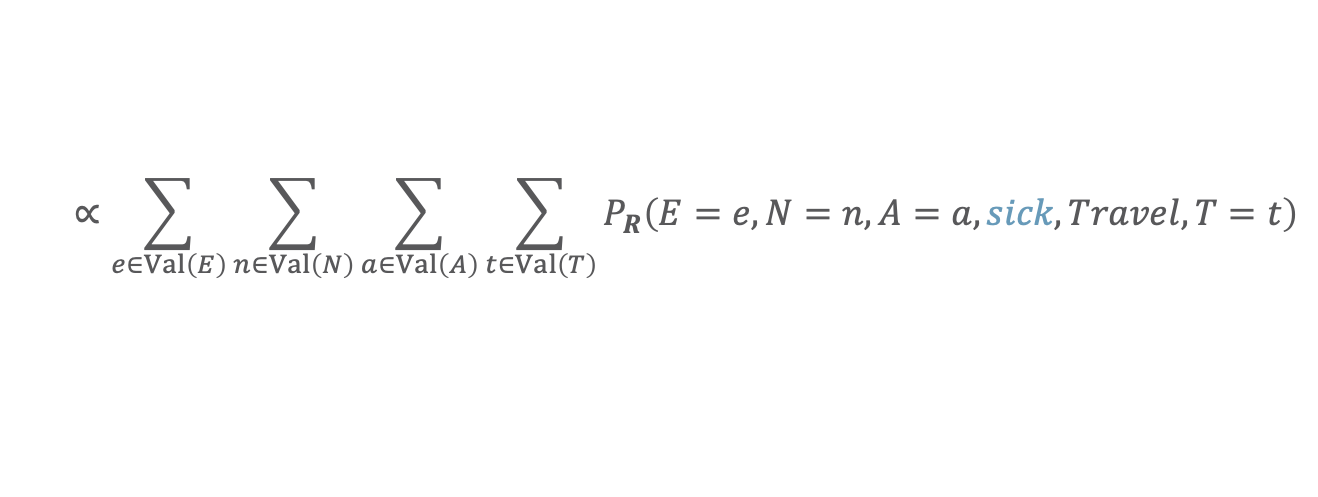 ∝ ∑ ∑ ∑ ∑ P_R(E = e, N = n, A = a, sick, Travel, T = t)
e∈Val(E) n∈Val(N) a∈Val(A) t∈Val(T)